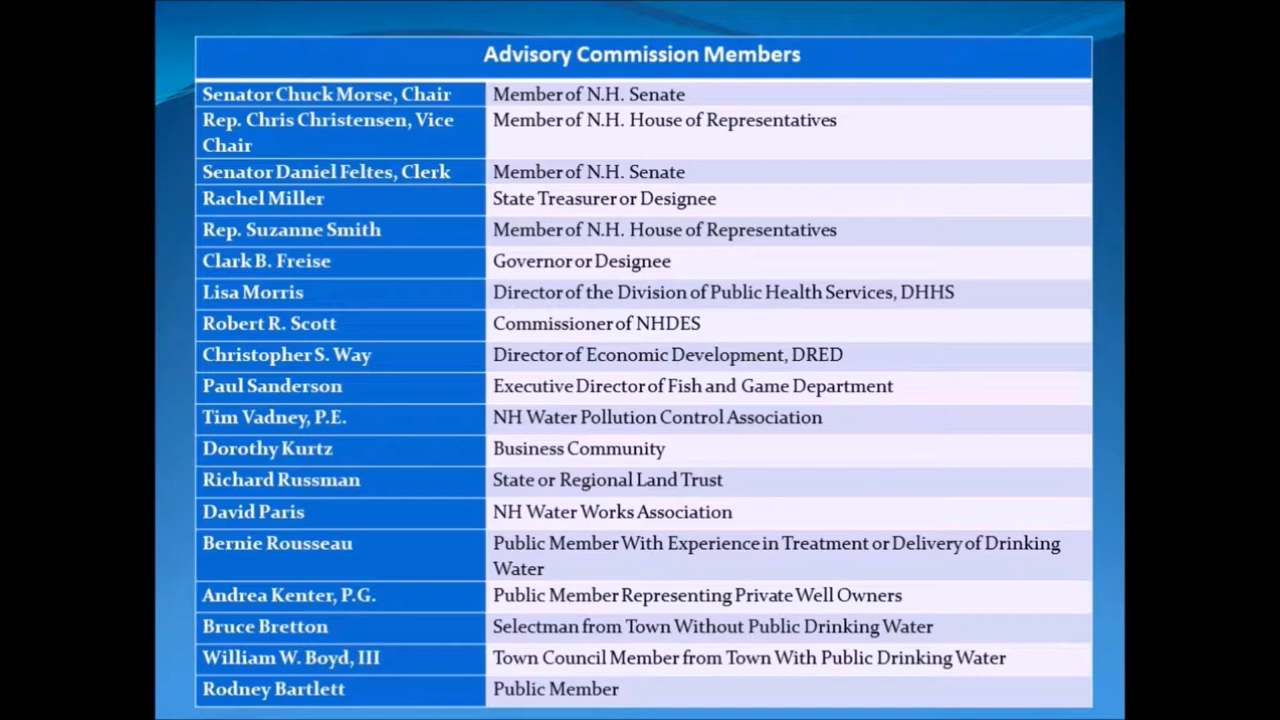 Advisory Commission Members
Senator Chuck Morse, Chair Member of N.H. Senate
Rep. Chris Christensen, Vice Member of N.H. House of Representatives
Chair
Senator Daniel Feltes, Clerk Member of N.H. Senate
Rachel Miller State Treasurer or Designee
Rep. Suzanne Smith Member of N.H. House of Representatives
Clark B. Freise Governor or Designee
Lisa Morris Director of the Division of Public Health Services, DHHS
Robert R. Scott Commissioner of NHDES
Christopher S. Way Director of Economic Development, DRED
Paul Sanderson Executive Director of Fish and Game Department
Tim Vadney, P.E. NH Water Pollution Control Association
Dorothy Kurtz Business Community
Richard Russman State or Regional Land Trust
David Paris NH Water Works Association
Bernie Rousseau Public Member With Experience in Treatment or Delivery of Drinking
Water
Andrea Kenter, P.G. Public Member Representing Private Well Owners
Bruce Bretton Selectman from Town Without Public Drinking Water
William W. Boyd, III Town Council Member from Town With Public Drinking Water
Rodney Bartlett Public Member